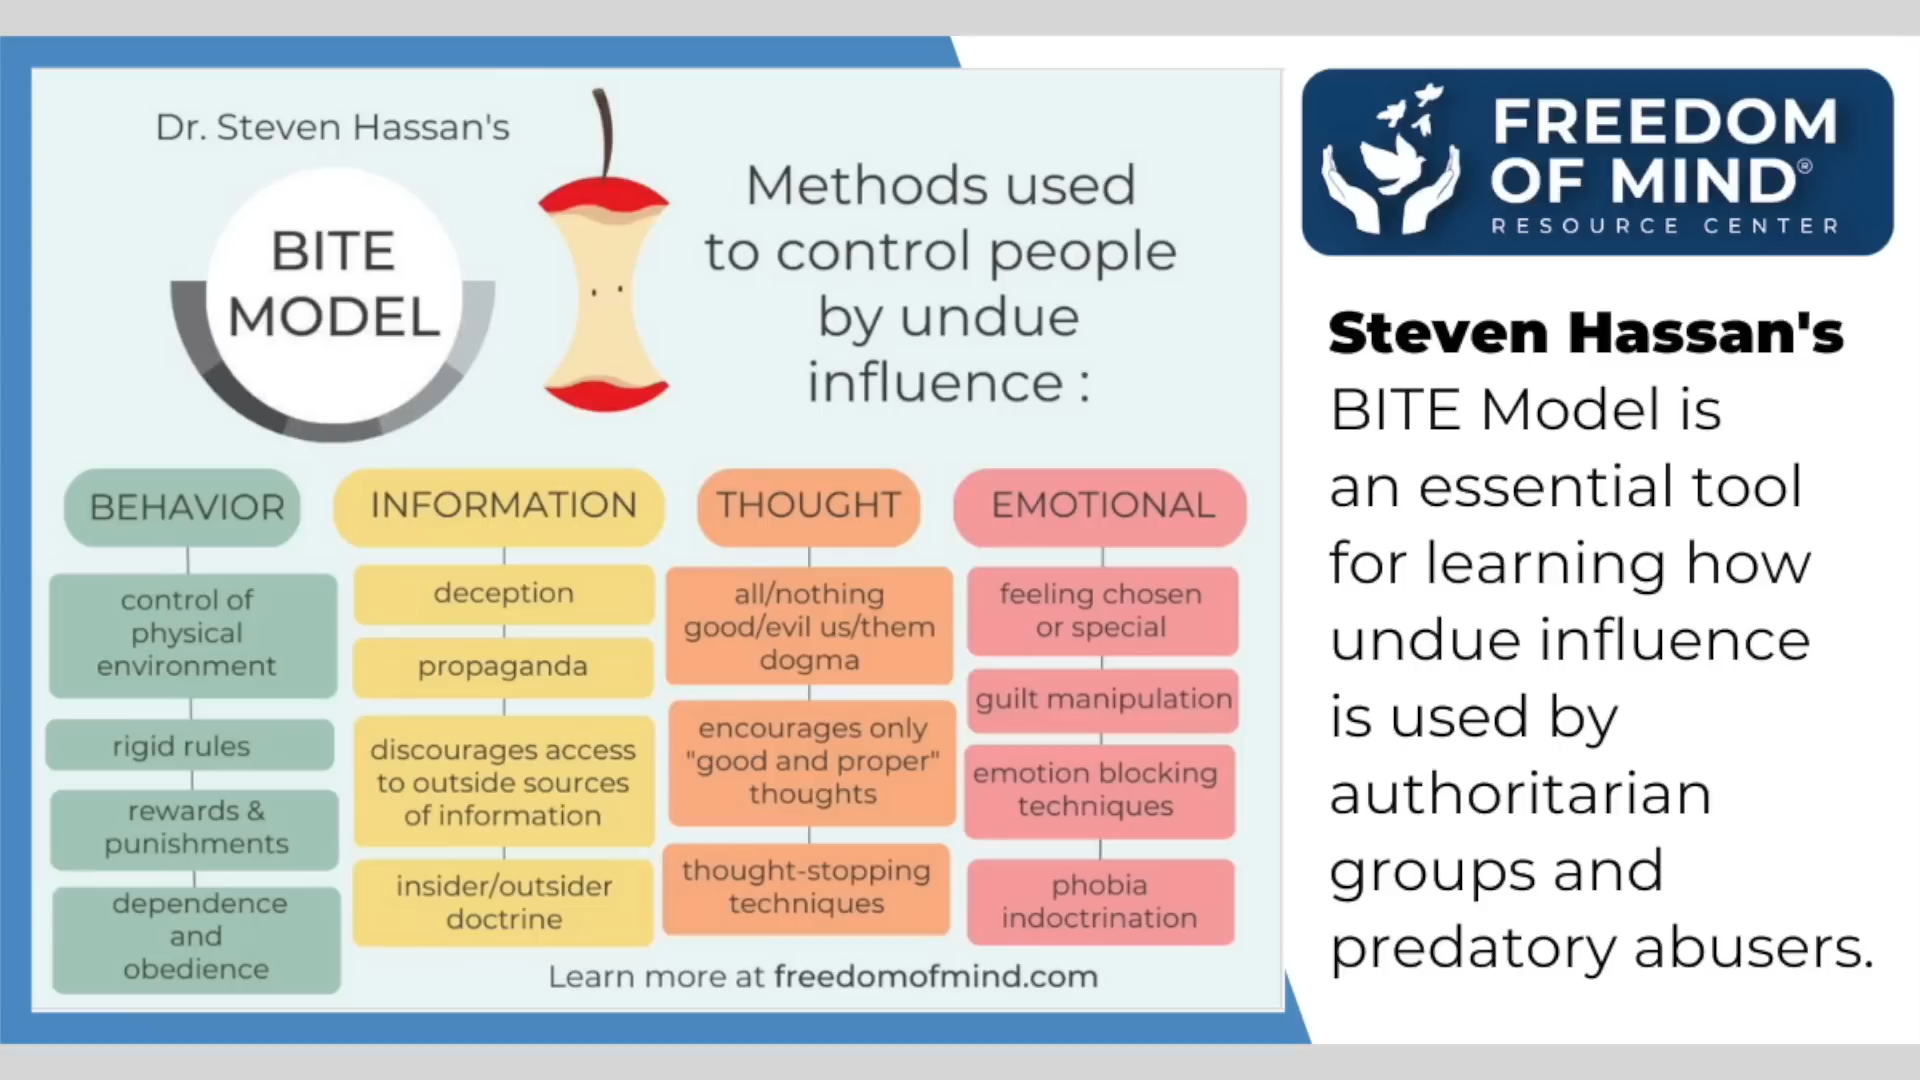 Dr. Steven Hassan's
BITE
MODEL
Methods used
to control people
by undue
influence :
BEHAVIOR
control of
physical
environment
rigid rules
rewards &
punishments
dependence
and
obedience
INFORMATION
deception
propaganda
discourages access
to outside sources
of information
insider/outsider
doctrine
THOUGHT
all/nothing
good/evil us/them
dogma
encourages only
"good and proper"
thoughts
thought-stopping
techniques
EMOTIONAL
feeling chosen
or special
guilt manipulation
emotion blocking
techniques
phobia
indoctrination
Learn more at freedomofmind.com
FREEDOM
OF MIND®
RESOURCE CENTER
Steven Hassan's
BITE Model is
an essential tool
for learning how
undue influence
is used by
authoritarian
groups and
predatory abusers.